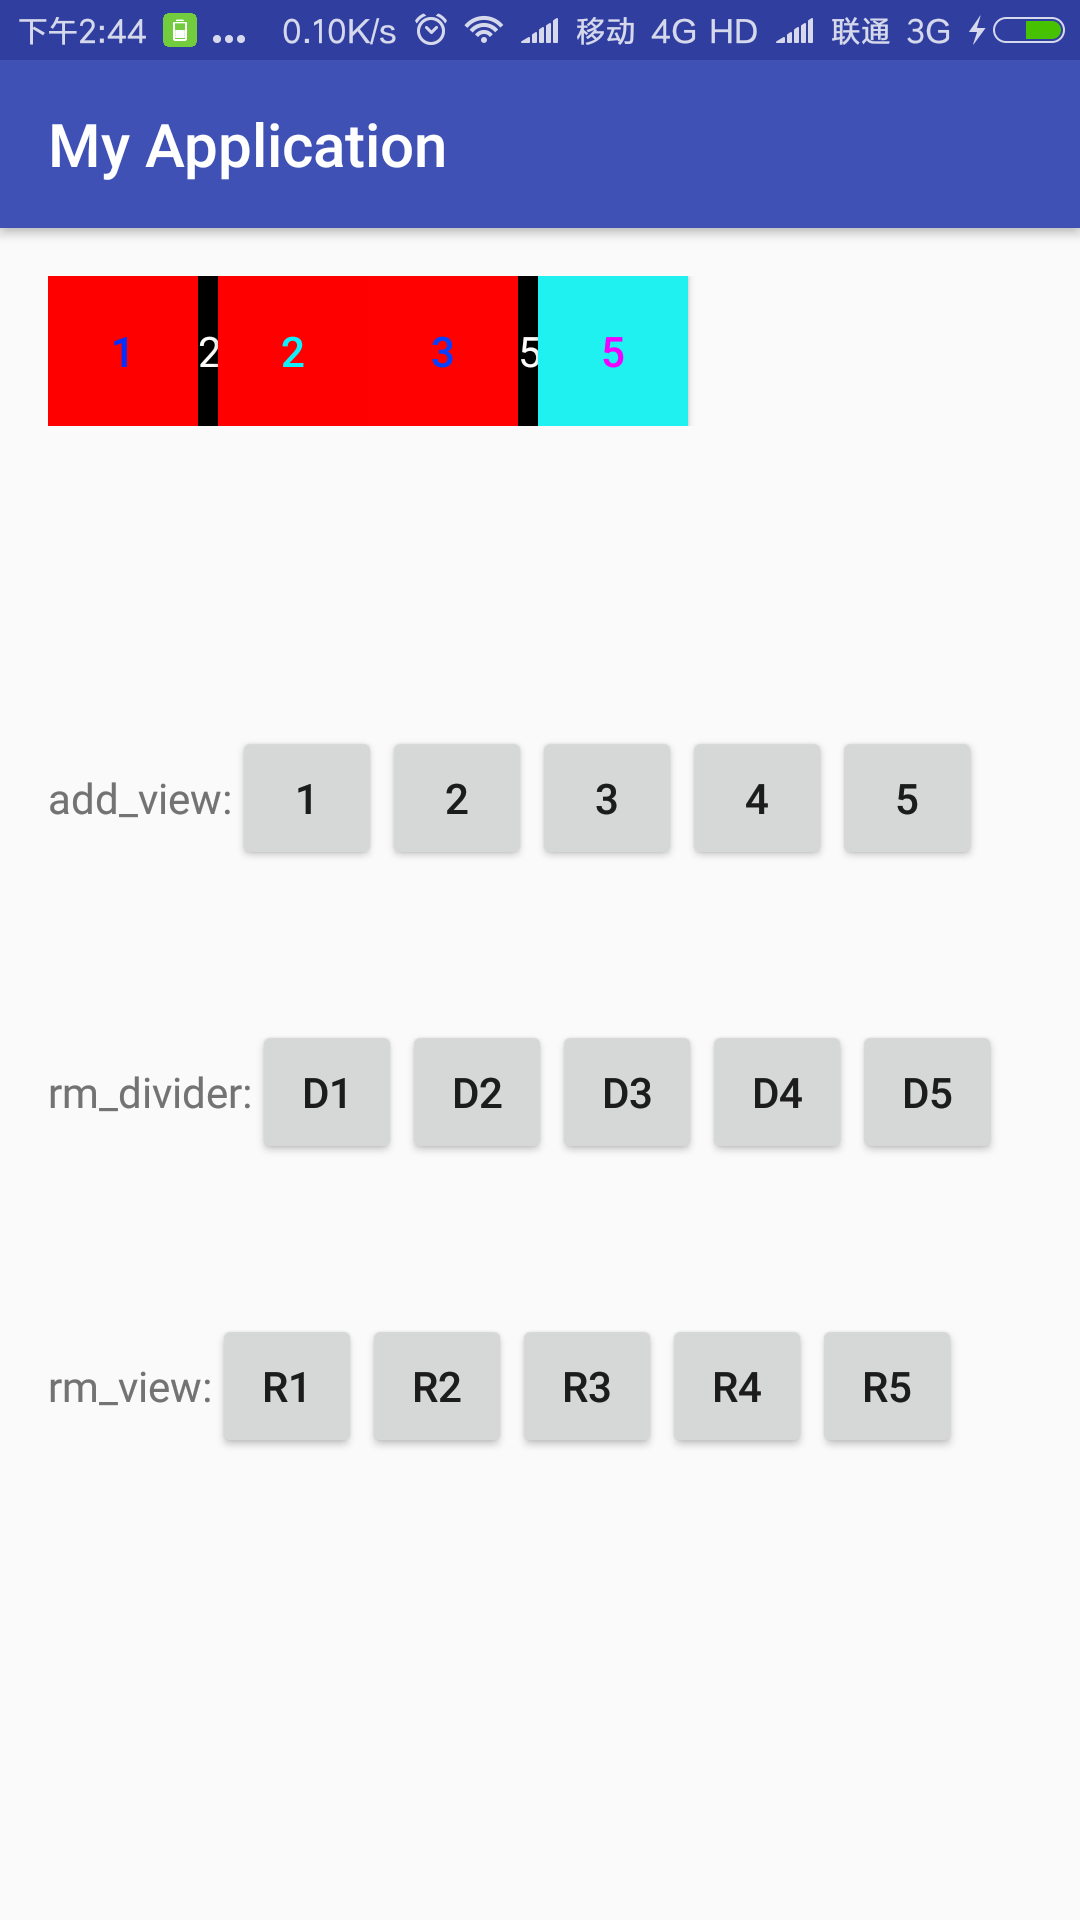 下午2:44 ... 0.10K/s 移动 4G HD 联通 3G
My Application
1 2 2 3 5 5
add_view: 1 2 3 4 5
rm_divider: D1 D2 D3 D4 D5
rm_view: R1 R2 R3 R4 R5